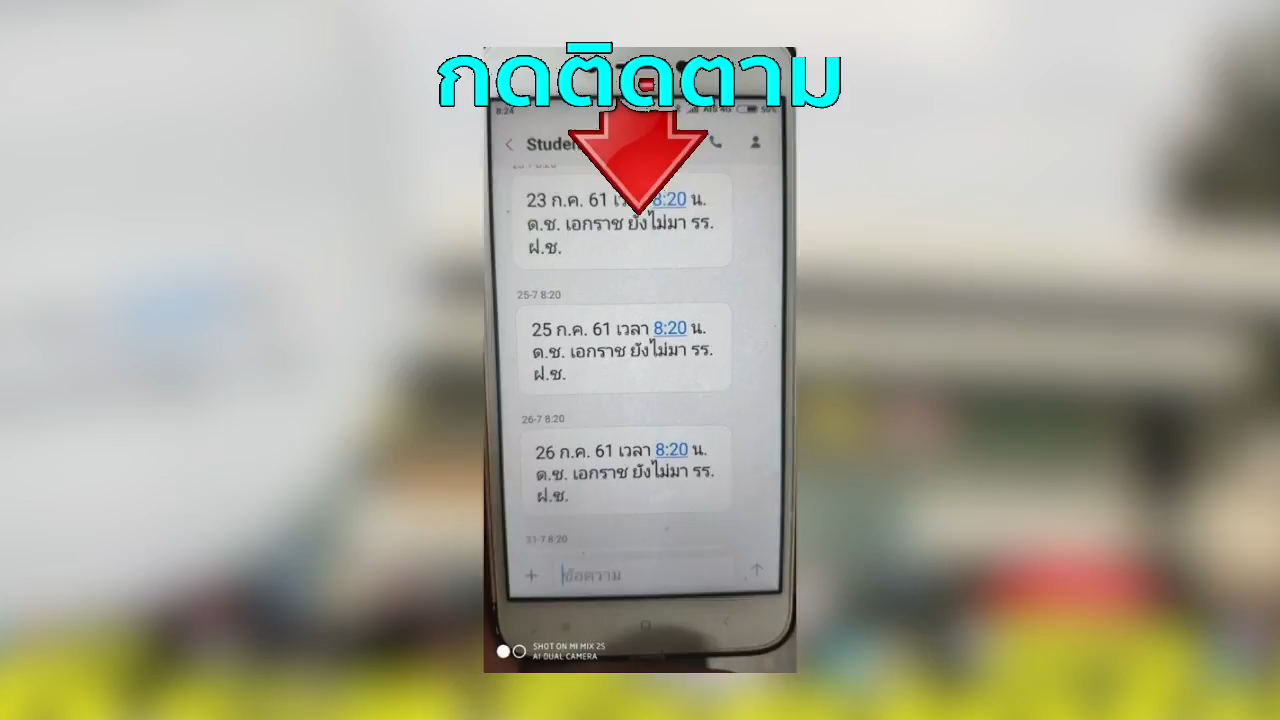 กดติดตาม
8:24
50%
Studen
23 ก.ค. 61 8:20 น.
ด.ช. เอกราช ยังไม่มา รร.
ฝ.ช.
25-7 8:20
25 ก.ค. 61 เวลา 8:20 น.
ด.ช. เอกราช ยังไม่มา รร.
ฝ.ช.
26-7 8:20
26 ก.ค. 61 เวลา 8:20 น.
ด.ช. เอกราช ยังไม่มา รร.
ฝ.ช.
31-7 8:20
ข้อความ
SHOT ON MI MIX 2S
AI DUAL CAMERA